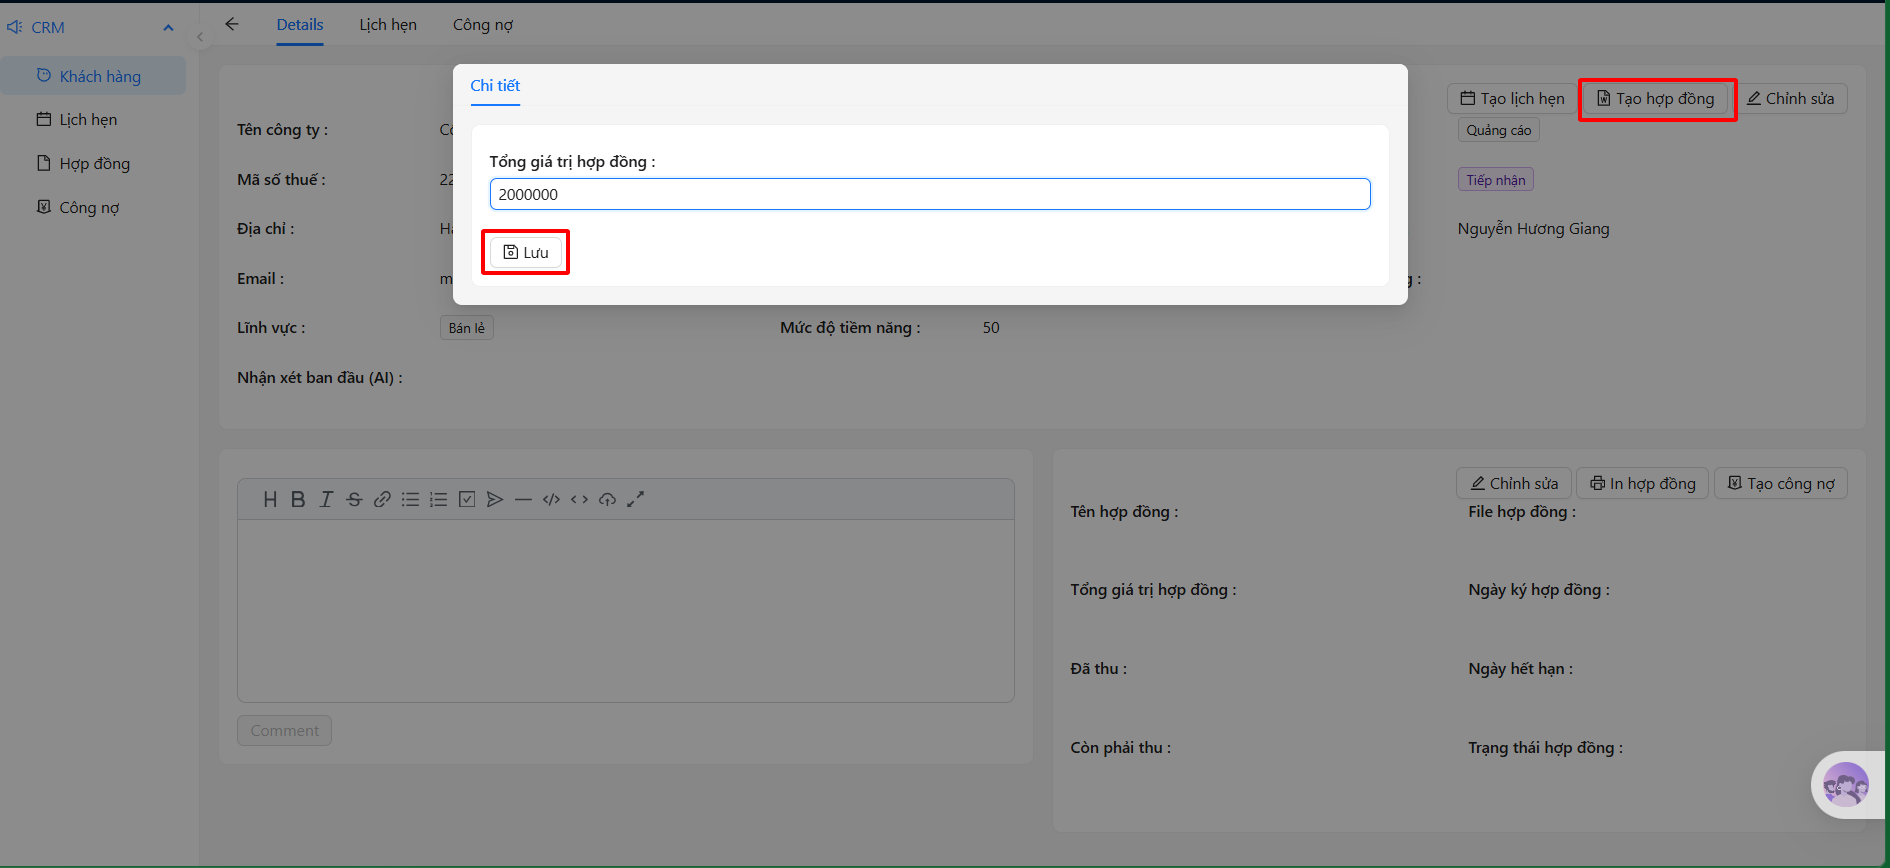 CRM
Khách hàng
Lịch hẹn
Hợp đồng
Công nợ
Details Lịch hẹn Công nợ
Chi tiết
Tổng giá trị hợp đồng :
2000000
Lưu
Tạo lịch hẹn Tạo hợp đồng Chỉnh sửa
Tên công ty :
Quảng cáo
Mã số thuế : 22
Tiếp nhận
Địa chỉ :
Nguyễn Hương Giang
Email : m
g :
Lĩnh vực : Bán lẻ Mức độ tiềm năng : 50
Nhận xét ban đầu (AI) :
Comment
Chỉnh sửa In hợp đồng Tạo công nợ
Tên hợp đồng : File hợp đồng :
Tổng giá trị hợp đồng : Ngày ký hợp đồng :
Đã thu : Ngày hết hạn :
Còn phải thu : Trạng thái hợp đồng :